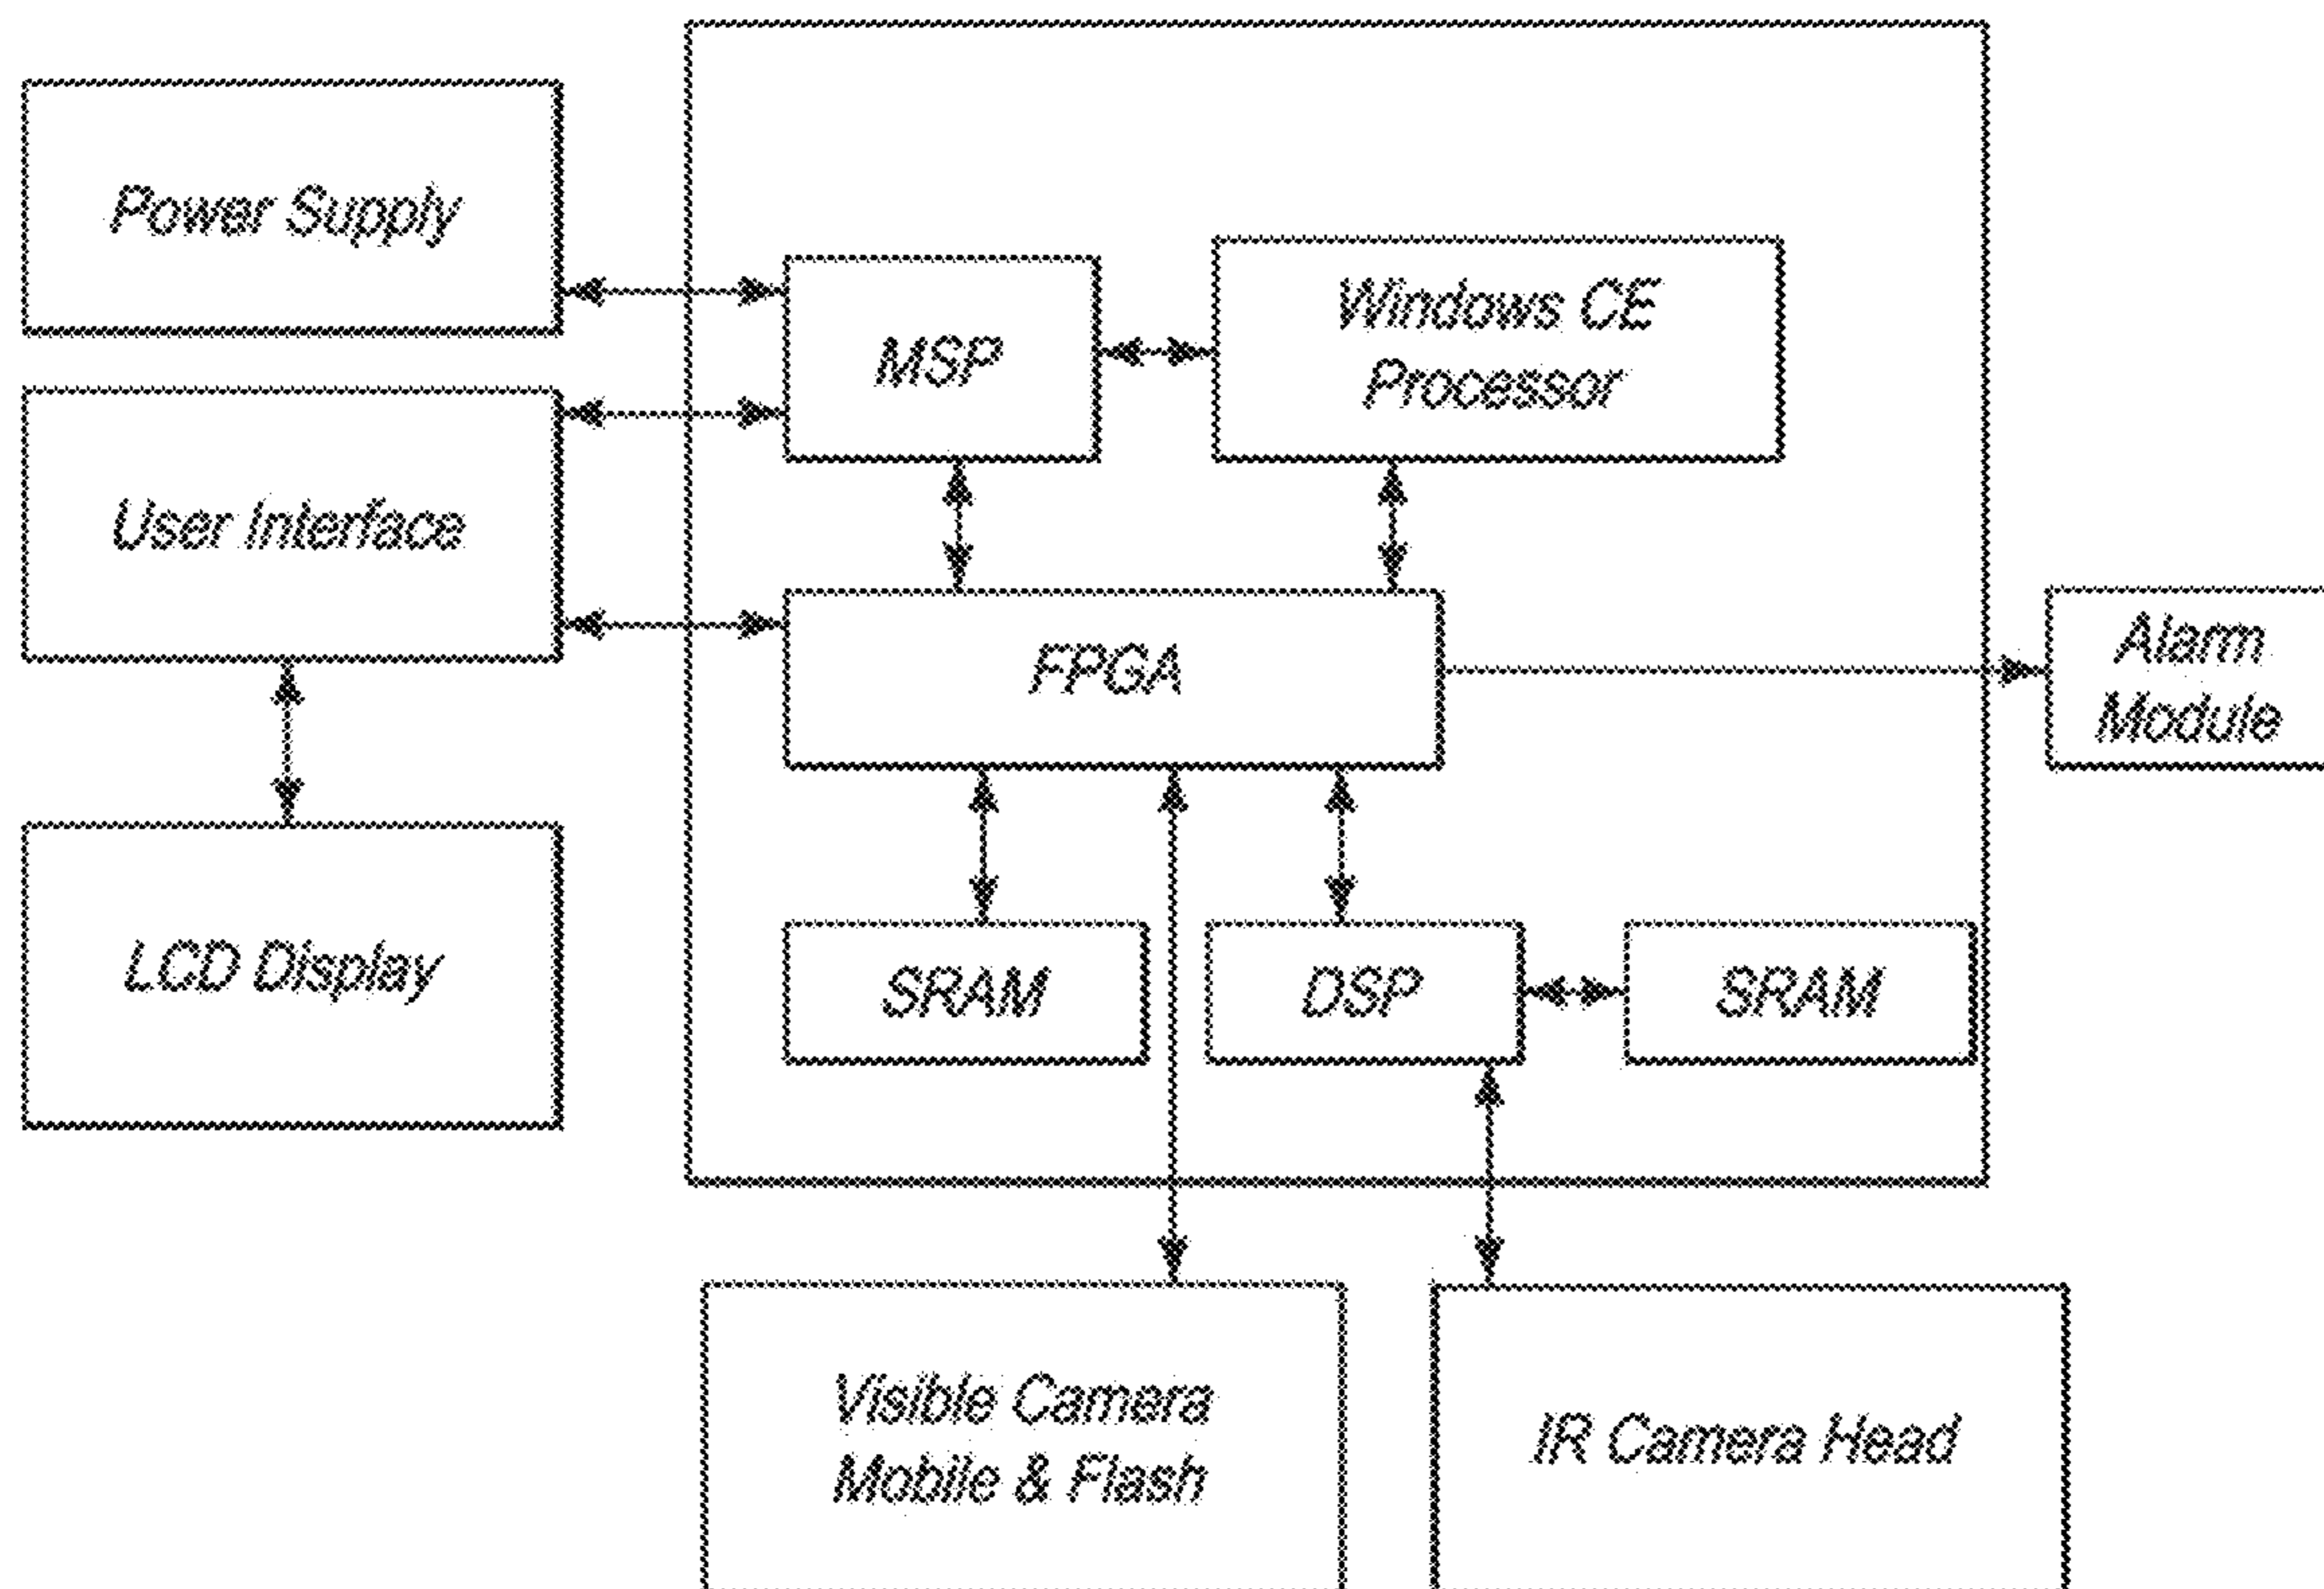 Power Supply
MSP
Windows CE
Processor
User Interface
FPGA
Alarm
Module
LCD Display
SRAM
DSP
SRAM
Visible Camera
Mobile & Flash
IR Camera Head